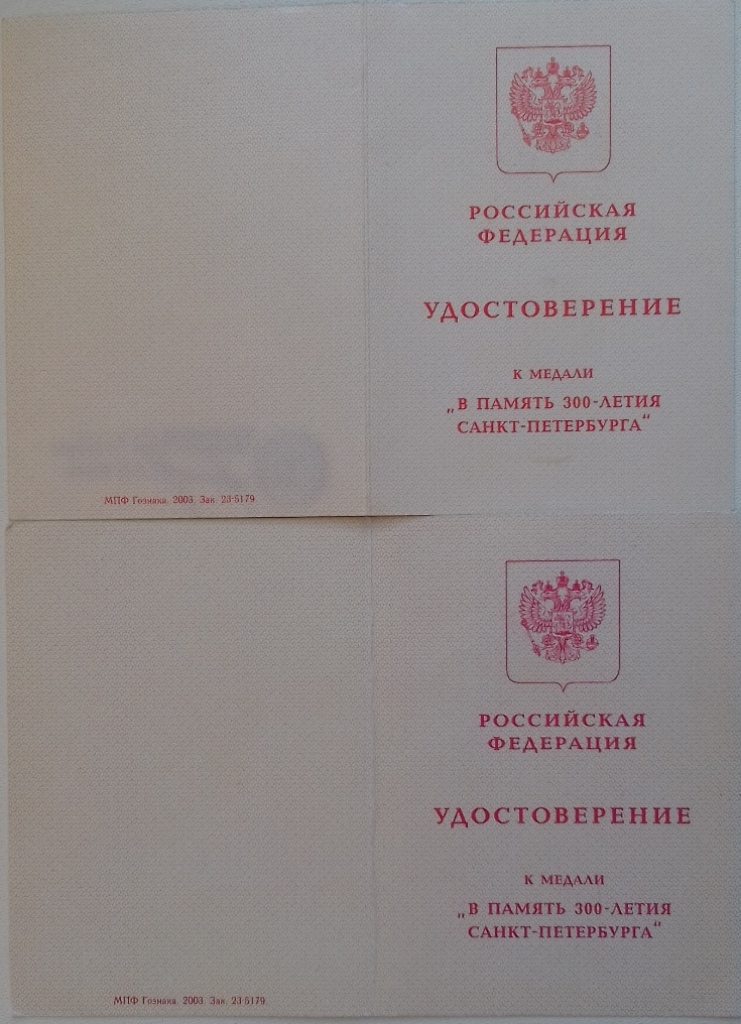 РОССИЙСКАЯ
ФЕДЕРАЦИЯ
УДОСТОВЕРЕНИЕ
К МЕДАЛИ
„В ПАМЯТЬ 300-ЛЕТИЯ
САНКТ-ПЕТЕРБУРГА“
МПФ Гознака. 2003. Зак. 23-5179.
РОССИЙСКАЯ
ФЕДЕРАЦИЯ
УДОСТОВЕРЕНИЕ
К МЕДАЛИ
„В ПАМЯТЬ 300-ЛЕТИЯ
САНКТ-ПЕТЕРБУРГА“
МПФ Гознака. 2003. Зак. 23-5179.